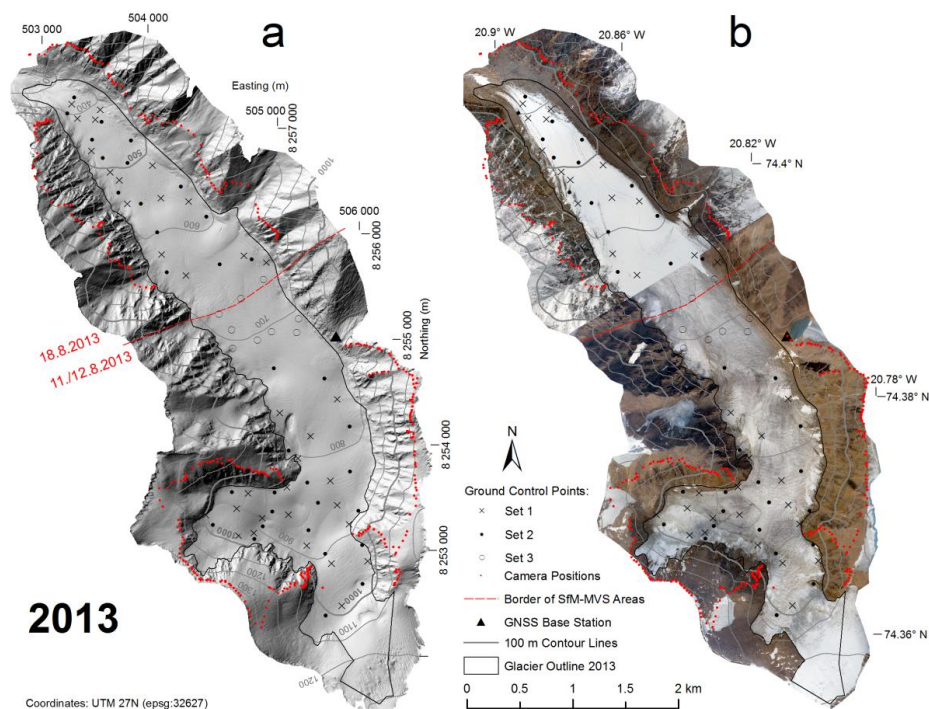 503 000
504 000
a
Easting (m)
505 000
8 257 000
400
500
1000
600
506 000
8 256 000
700
18.8.2013
11./12.8.2013
8 255 000
Northing (m)
800
8 254 000
900
1000
8 253 000
1200
1000
1100
1200
2013
Coordinates: UTM 27N (epsg:32627)
20.9° W
20.86° W
b
20.82° W
74.4° N
20.78° W
74.38° N
74.36° N
N
Ground Control Points:
Set 1
Set 2
Set 3
Camera Positions
Border of SfM-MVS Areas
GNSS Base Station
100 m Contour Lines
Glacier Outline 2013
0 0.5 1 2 km